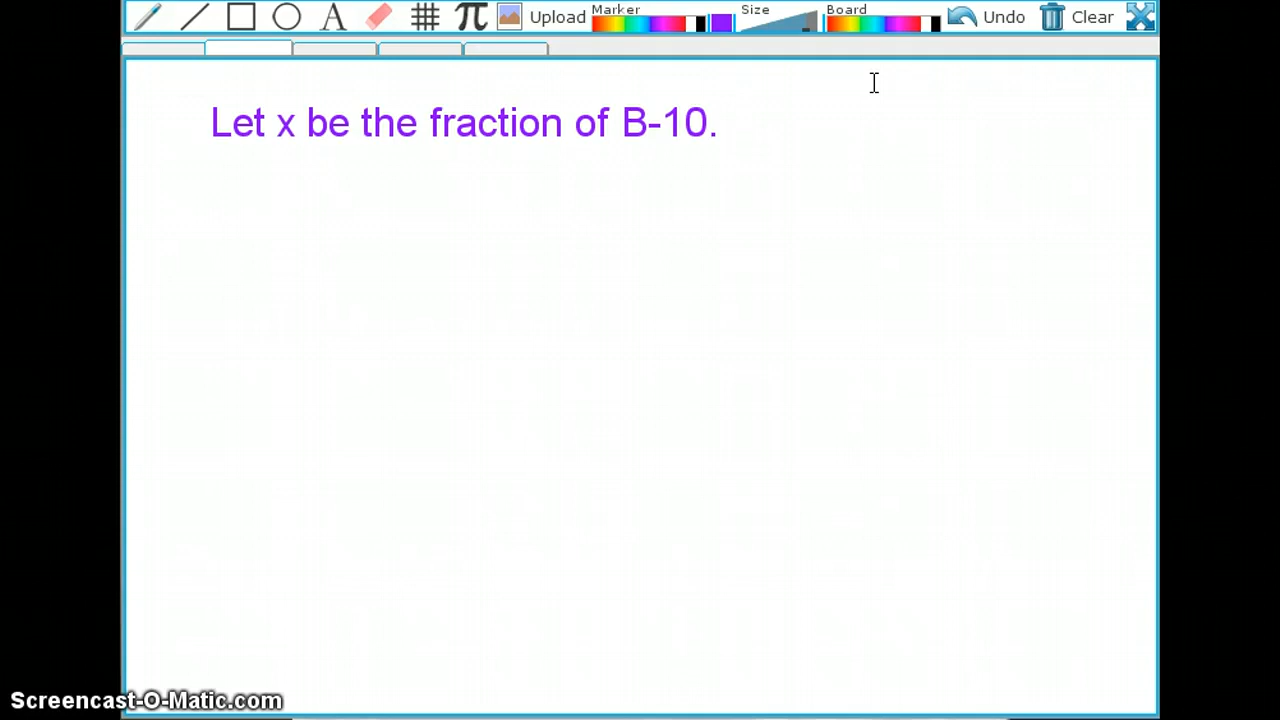 Upload Marker Size Board Undo Clear
Let x be the fraction of B-10.
Screencast-O-Matic.com